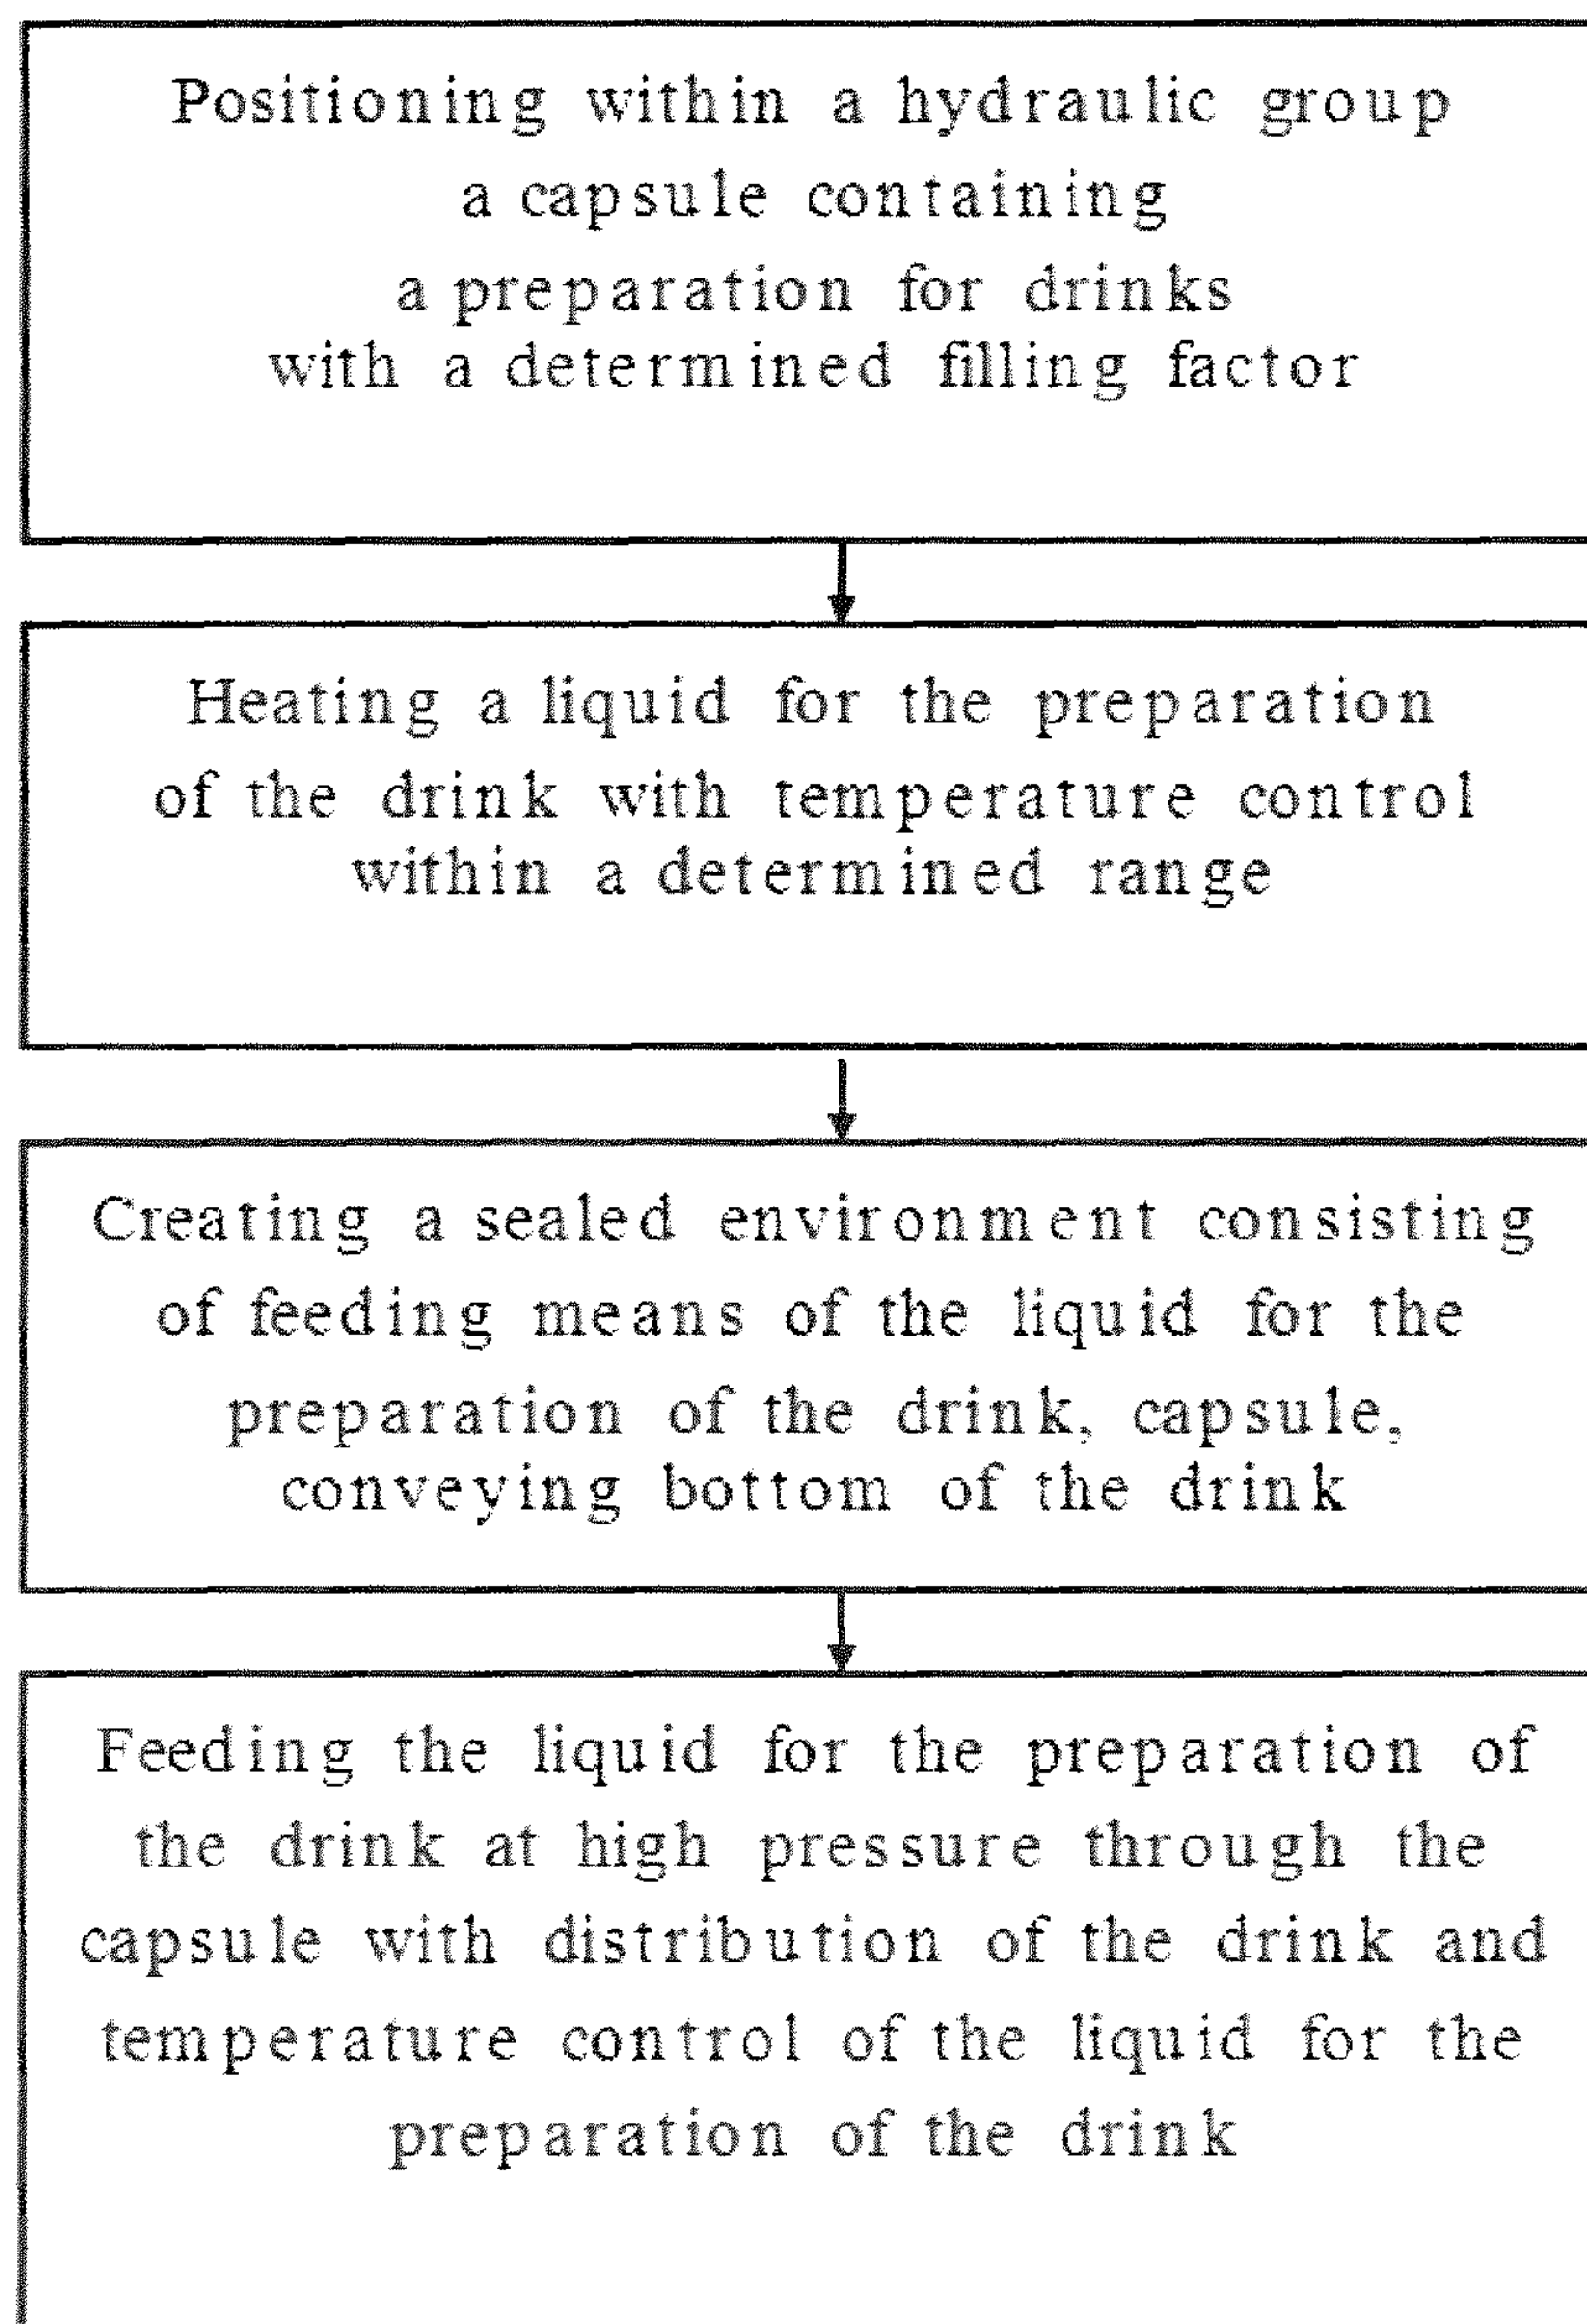 Positioning within a hydraulic group
a capsule containing
a preparation for drinks
with a determined filling factor
Heating a liquid for the preparation
of the drink with temperature control
within a determined range
Creating a sealed environment consisting
of feeding means of the liquid for the
preparation of the drink, capsule,
conveying bottom of the drink
Feeding the liquid for the preparation of
the drink at high pressure through the
capsule with distribution of the drink and
temperature control of the liquid for the
preparation of the drink